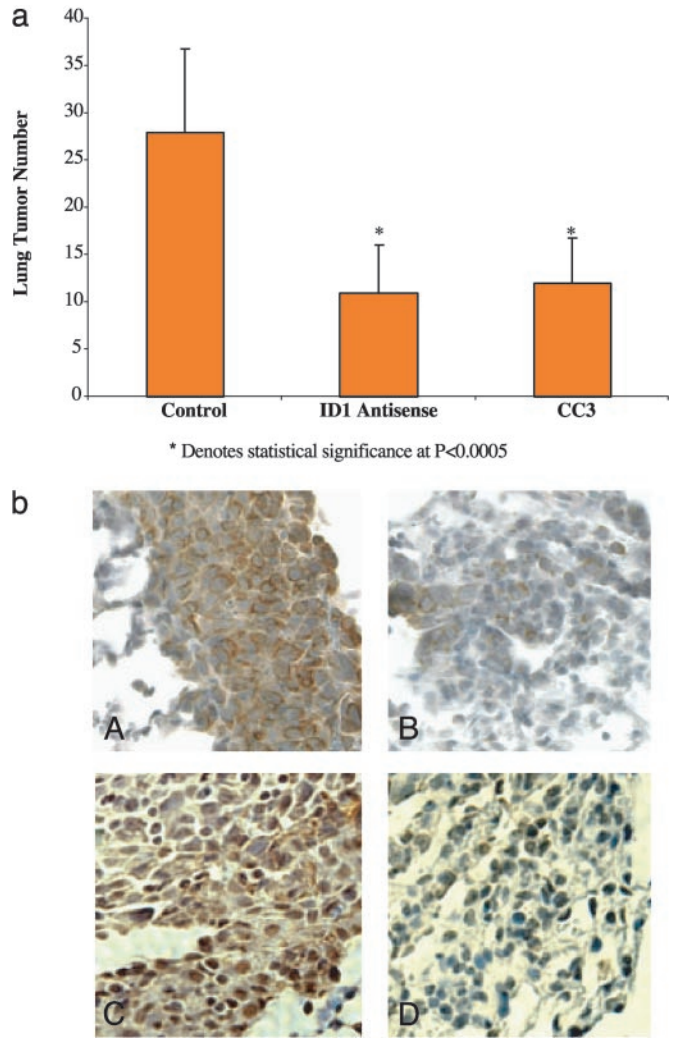 a
Lung Tumor Number
40
35
30
25
20
15
10
5
0
*
*
Control
ID1 Antisense
CC3
* Denotes statistical significance at P<0.0005
b
A
B
C
D